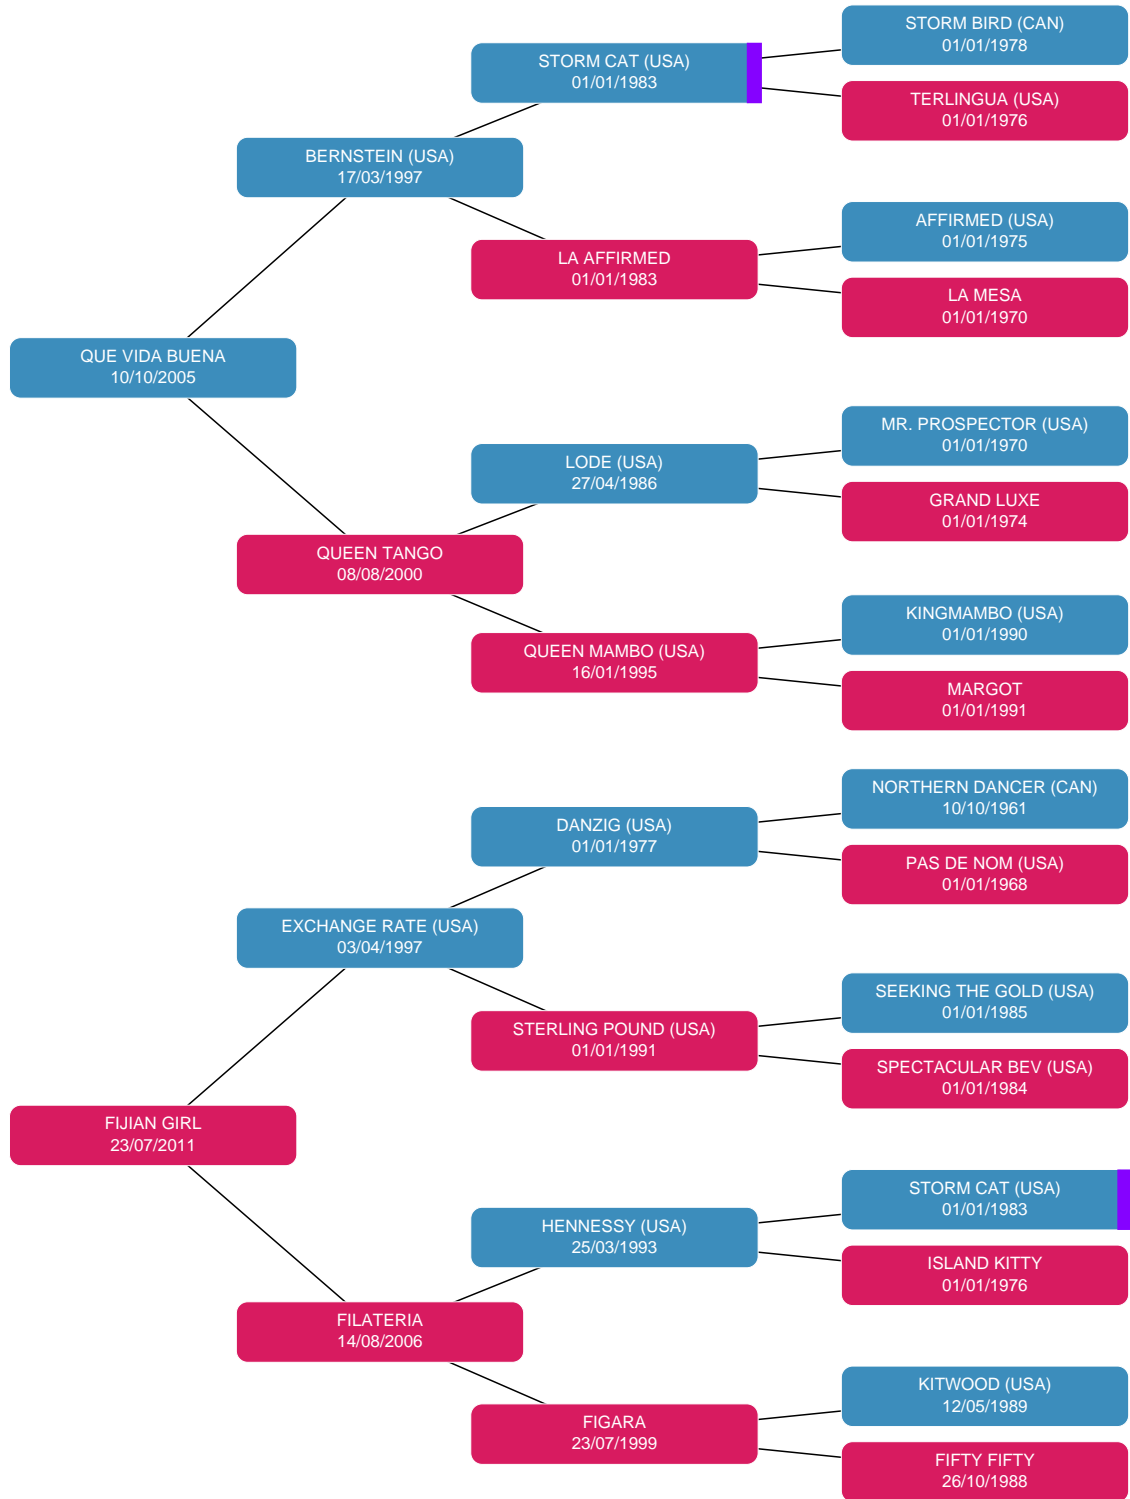 STORM BIRD (CAN)
01/01/1978
STORM CAT (USA)
01/01/1983
TERLINGUA (USA)
01/01/1976
BERNSTEIN (USA)
17/03/1997
AFFIRMED (USA)
01/01/1975
LA AFFIRMED
01/01/1983
LA MESA
01/01/1970
QUE VIDA BUENA
10/10/2005
MR. PROSPECTOR (USA)
01/01/1970
LODE (USA)
27/04/1986
GRAND LUXE
01/01/1974
QUEEN TANGO
08/08/2000
KINGMAMBO (USA)
01/01/1990
QUEEN MAMBO (USA)
16/01/1995
MARGOT
01/01/1991
NORTHERN DANCER (CAN)
10/10/1961
DANZIG (USA)
01/01/1977
PAS DE NOM (USA)
01/01/1968
EXCHANGE RATE (USA)
03/04/1997
SEEKING THE GOLD (USA)
01/01/1985
STERLING POUND (USA)
01/01/1991
SPECTACULAR BEV (USA)
01/01/1984
FIJIAN GIRL
23/07/2011
STORM CAT (USA)
01/01/1983
HENNESSY (USA)
25/03/1993
ISLAND KITTY
01/01/1976
FILATERIA
14/08/2006
KITWOOD (USA)
12/05/1989
FIGARA
23/07/1999
FIFTY FIFTY
26/10/1988